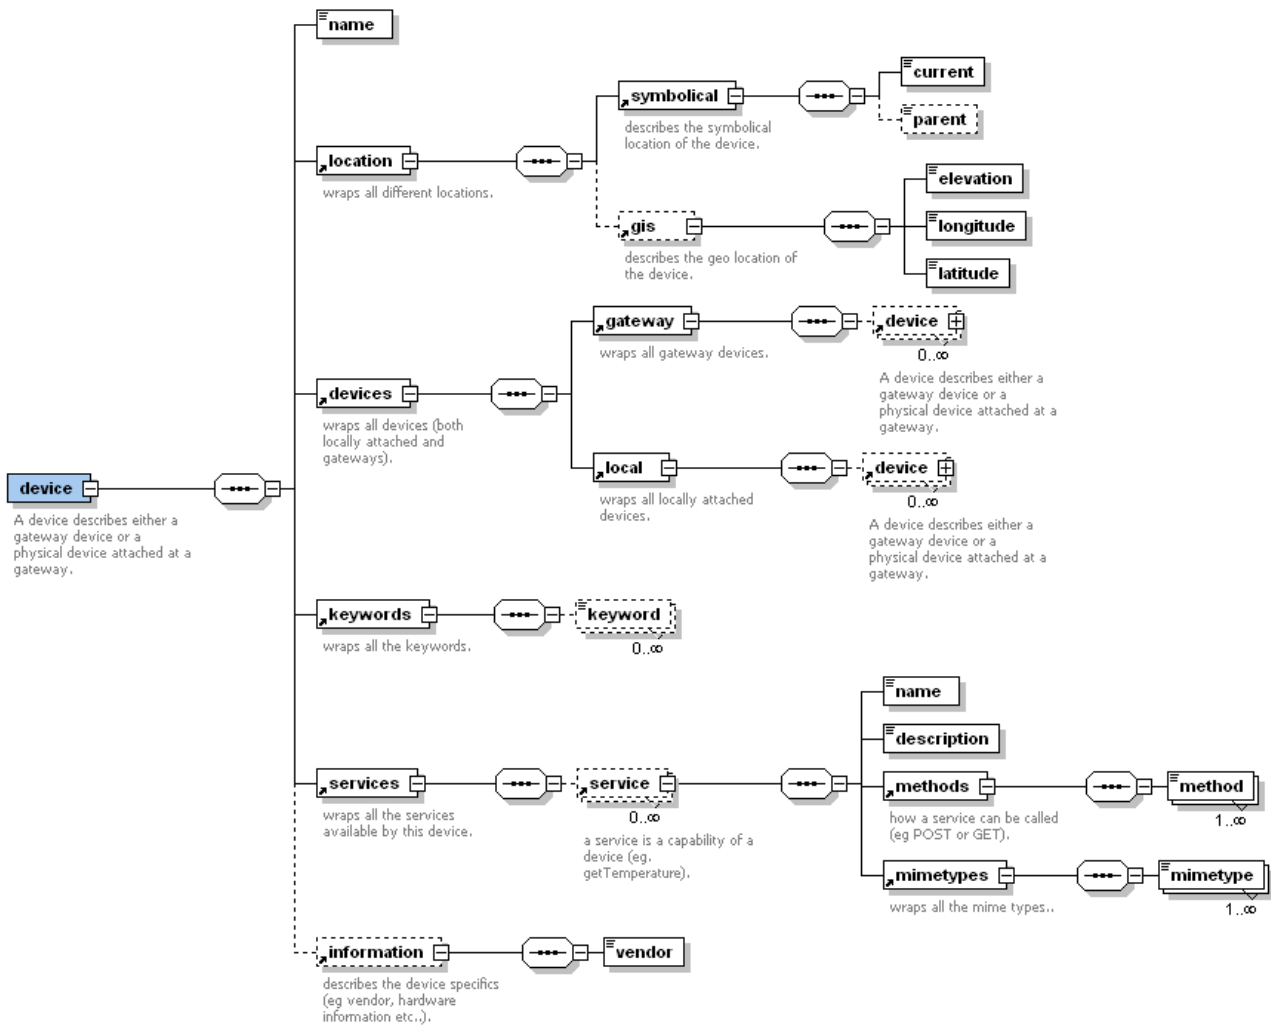 name
symbolical
describes the symbolical
location of the device.
current
parent
location
wraps all different locations.
gis
describes the geo location of
the device.
elevation
longitude
latitude
gateway
wraps all gateway devices.
device
0..∞
A device describes either a
gateway device or a
physical device attached at a
gateway.
devices
wraps all devices (both
locally attached and
gateways).
local
wraps all locally attached
devices.
device
0..∞
A device describes either a
gateway device or a
physical device attached at a
gateway.
device
A device describes either a
gateway device or a
physical device attached at a
gateway.
keywords
wraps all the keywords.
keyword
0..∞
services
wraps all the services
available by this device.
service
0..∞
a service is a capability of a
device (eg.
getTemperature).
name
description
methods
how a service can be called
(eg POST or GET).
method
1..∞
mimetypes
wraps all the mime types..
mimetype
1..∞
information
describes the device specifics
(eg vendor, hardware
information etc..).
vendor